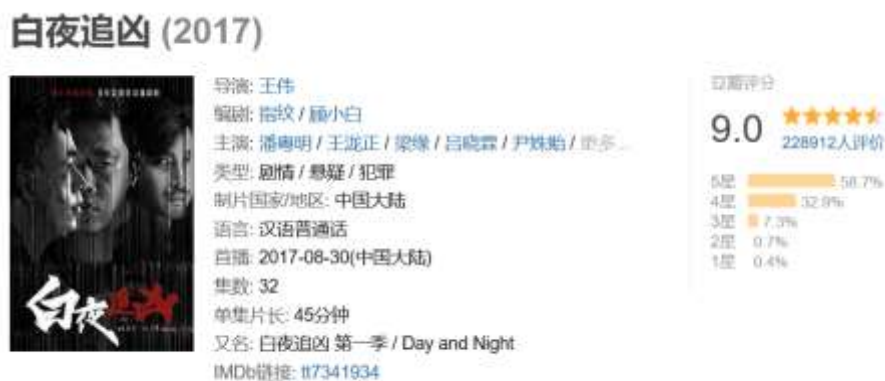 白夜追凶 (2017)
导演: 王伟
编剧: 指纹 / 顾小白
主演: 潘粤明 / 王泷正 / 梁缘 / 吕晓霖 / 尹姝贻 / 更多...
类型: 剧情 / 悬疑 / 犯罪
制片国家/地区: 中国大陆
语言: 汉语普通话
首播: 2017-08-30(中国大陆)
集数: 32
单集片长: 45分钟
又名: 白夜追凶 第一季 / Day and Night
IMDb链接: tt7341934
豆瓣评分
9.0
228912人评价
5星 58.7%
4星 32.9%
3星 7.3%
2星 0.7%
1星 0.4%
白夜追凶